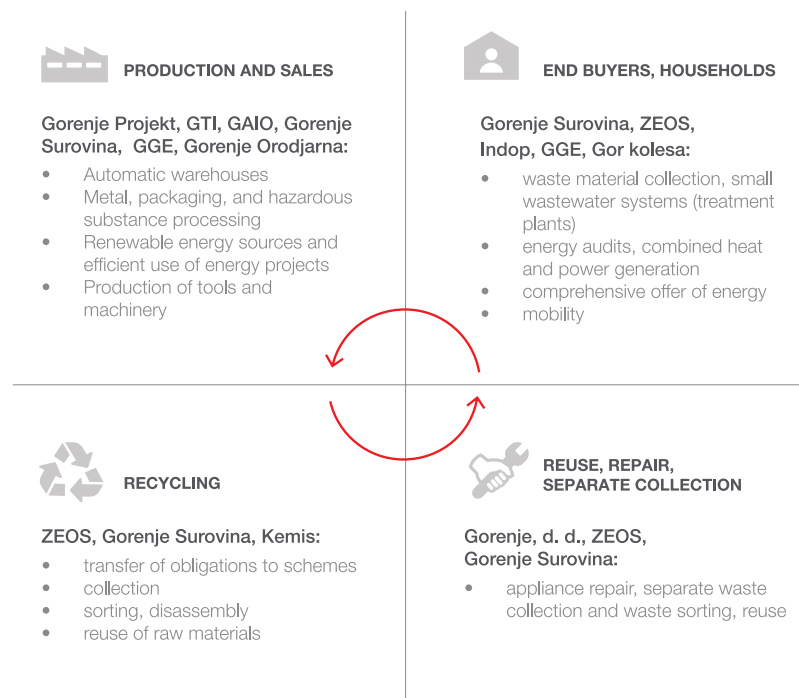 PRODUCTION AND SALES
Gorenje Projekt, GTI, GAIO, Gorenje
Surovina, GGE, Gorenje Orodjarna:
• Automatic warehouses
• Metal, packaging, and hazardous
substance processing
• Renewable energy sources and
efficient use of energy projects
• Production of tools and
machinery
END BUYERS, HOUSEHOLDS
Gorenje Surovina, ZEOS,
Indop, GGE, Gor kolesa:
• waste material collection, small
wastewater systems (treatment
plants)
• energy audits, combined heat
and power generation
• comprehensive offer of energy
• mobility
RECYCLING
ZEOS, Gorenje Surovina, Kemis:
• transfer of obligations to schemes
• collection
• sorting, disassembly
• reuse of raw materials
REUSE, REPAIR,
SEPARATE COLLECTION
Gorenje, d. d., ZEOS,
Gorenje Surovina:
• appliance repair, separate waste
collection and waste sorting, reuse